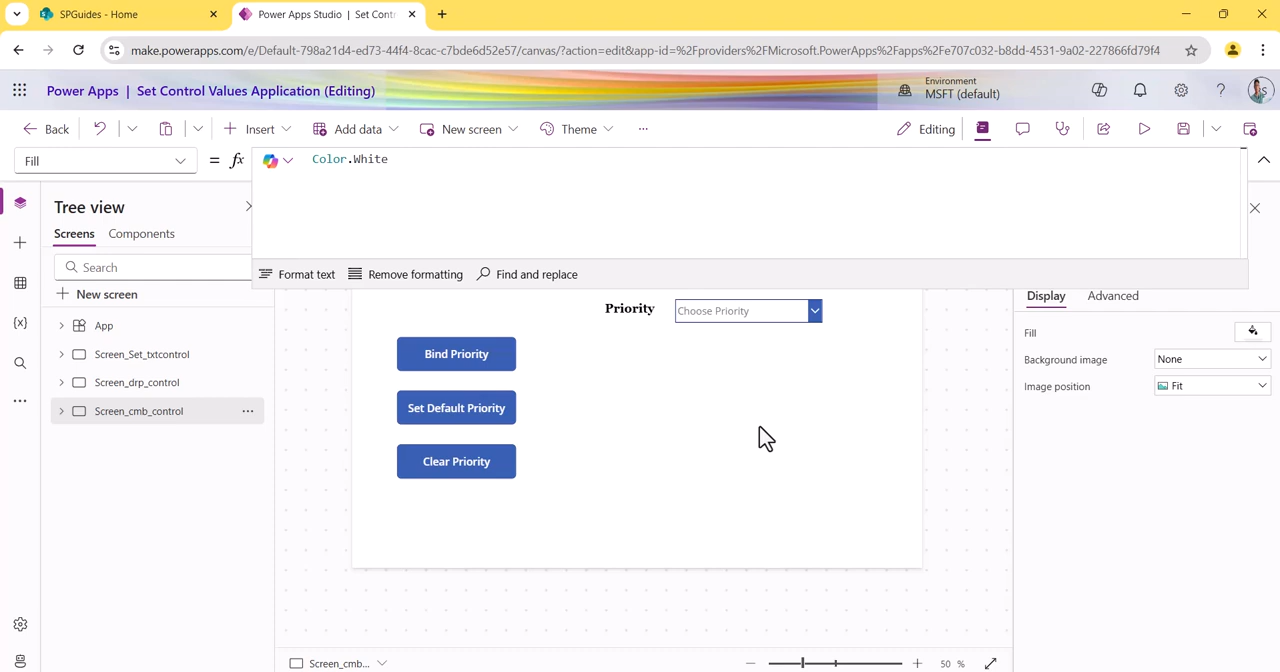 SPGuides - Home
Power Apps Studio | Set Contr
make.powerapps.com/e/Default-798a21d4-ed73-44f4-8cac-c7bde6d52e57/canvas/?action=edit&app-id=%2Fproviders%2FMicrosoft.PowerApps%2Fapps%2Fe707c032-b8dd-4531-9a02-227866fd79f4
Power Apps | Set Control Values Application (Editing)
Environment
MSFT (default)
Back
Insert
Add data
New screen
Theme
Editing
Fill
= fx
Color.White
Tree view
Screens
Components
Search
Format text
Remove formatting
Find and replace
New screen
App
Screen_Set_txtcontrol
Screen_drp_control
Screen_cmb_control
Priority
Choose Priority
Bind Priority
Set Default Priority
Clear Priority
Display
Advanced
Fill
Background image
None
Image position
Fit
Screen_cmb...
50 %